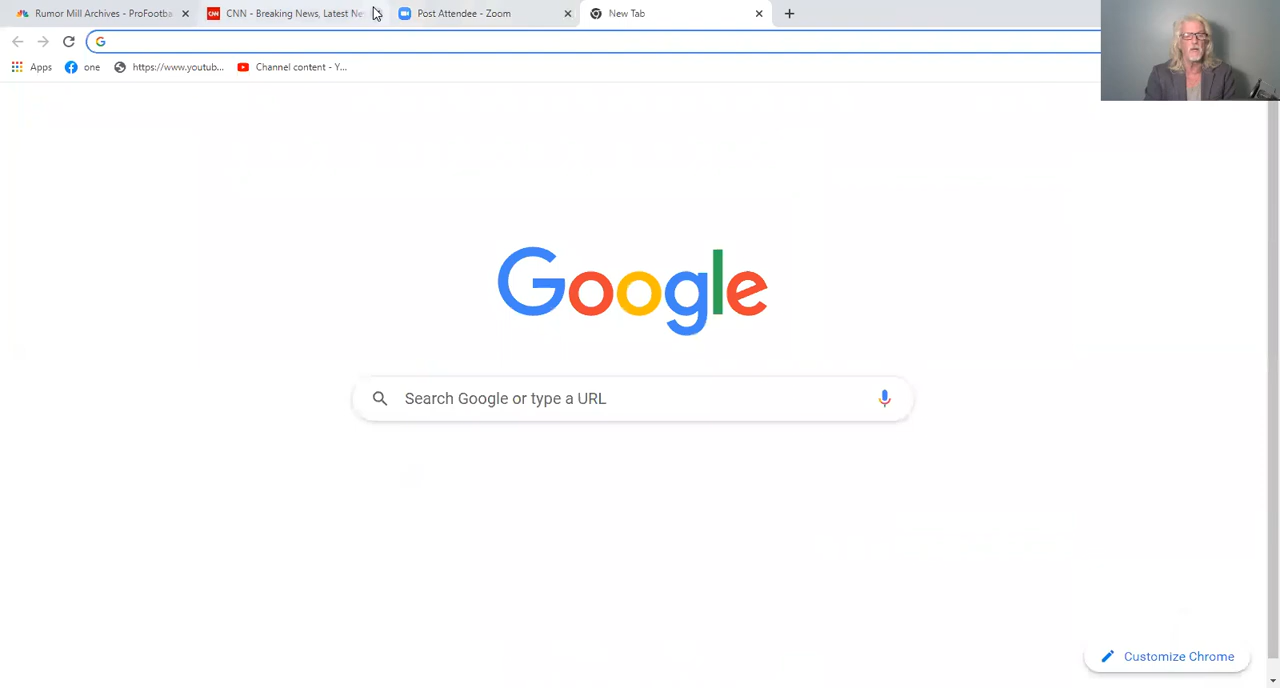 Rumor Mill Archives - ProFootba
CNN - Breaking News, Latest Ne
Post Attendee - Zoom
New Tab
Apps
one
https://www.youtub...
Channel content - Y...
Google
Search Google or type a URL
Customize Chrome